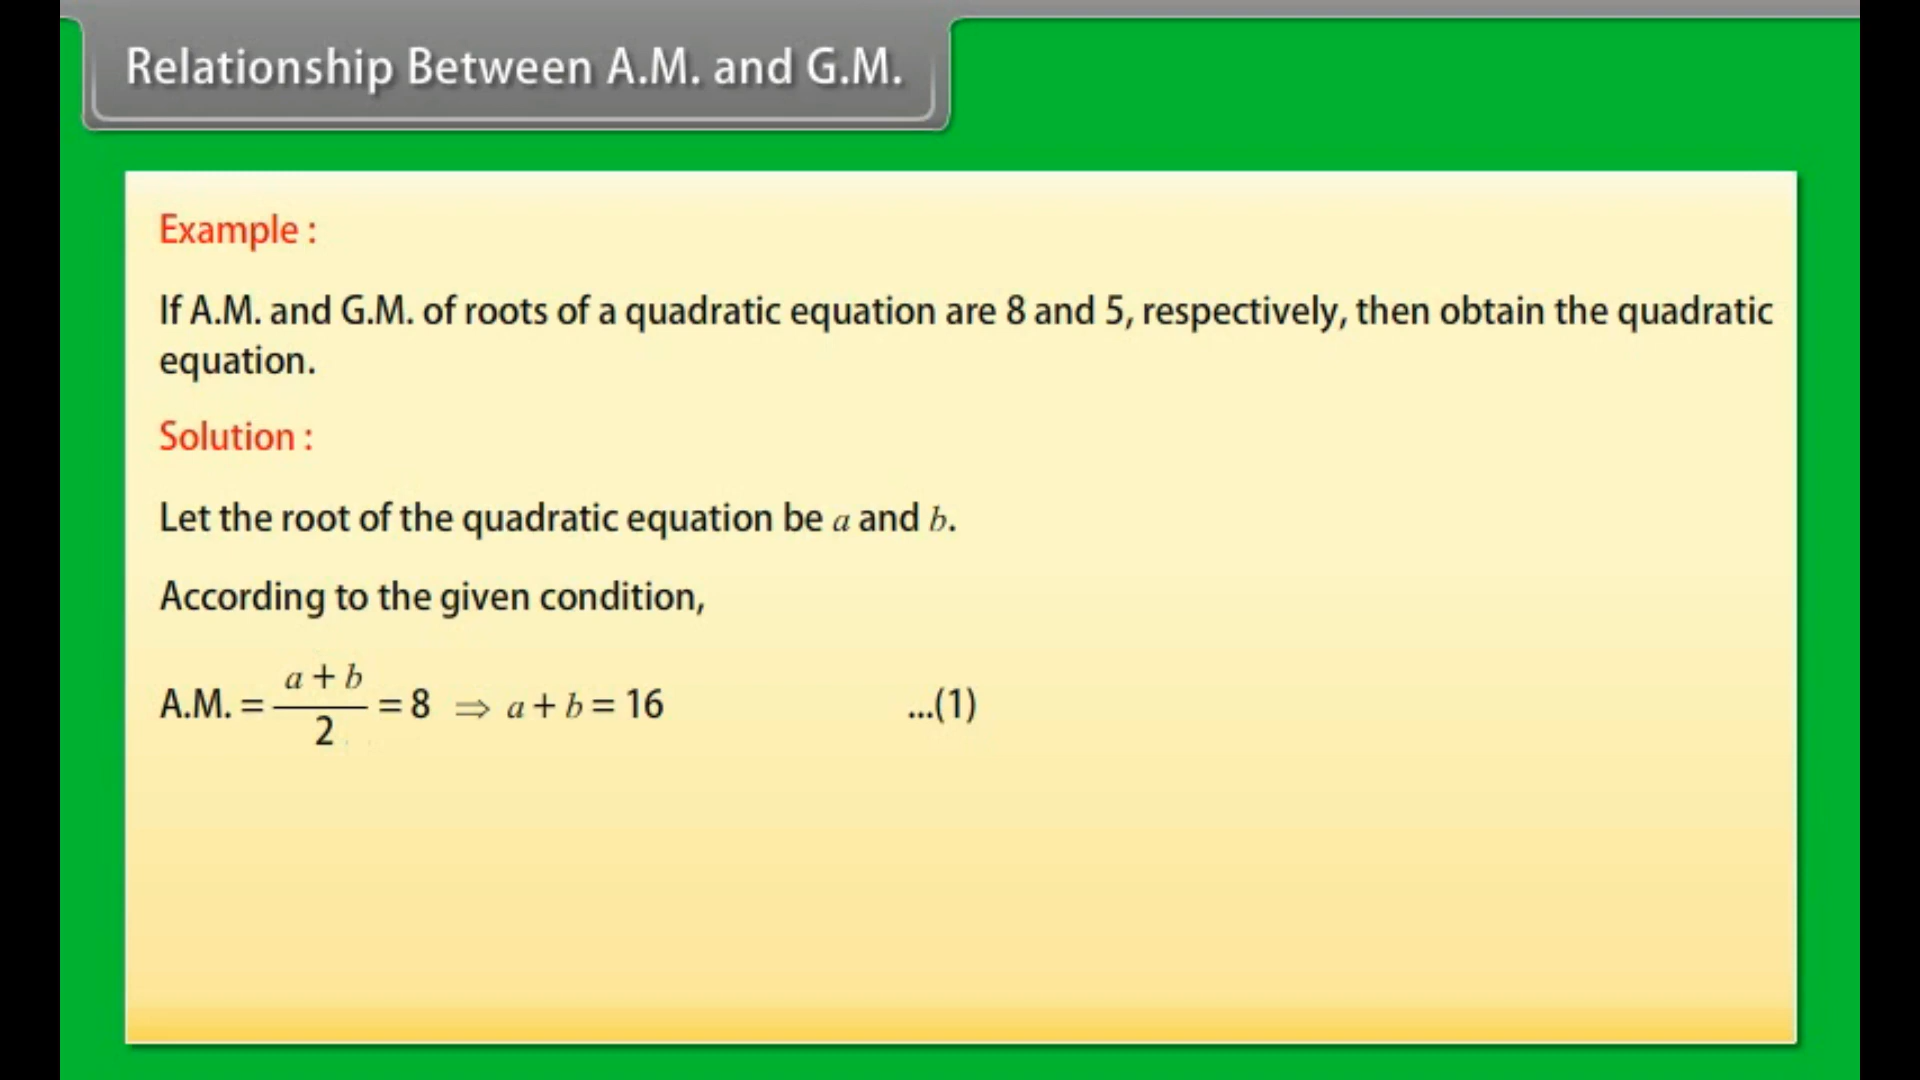 Relationship Between A.M. and G.M.
Example :
If A.M. and G.M. of roots of a quadratic equation are 8 and 5, respectively, then obtain the quadratic
equation.
Solution :
Let the root of the quadratic equation be a and b.
According to the given condition,
A.M. = (a + b)/2 = 8 ⇒ a + b = 16 ...(1)